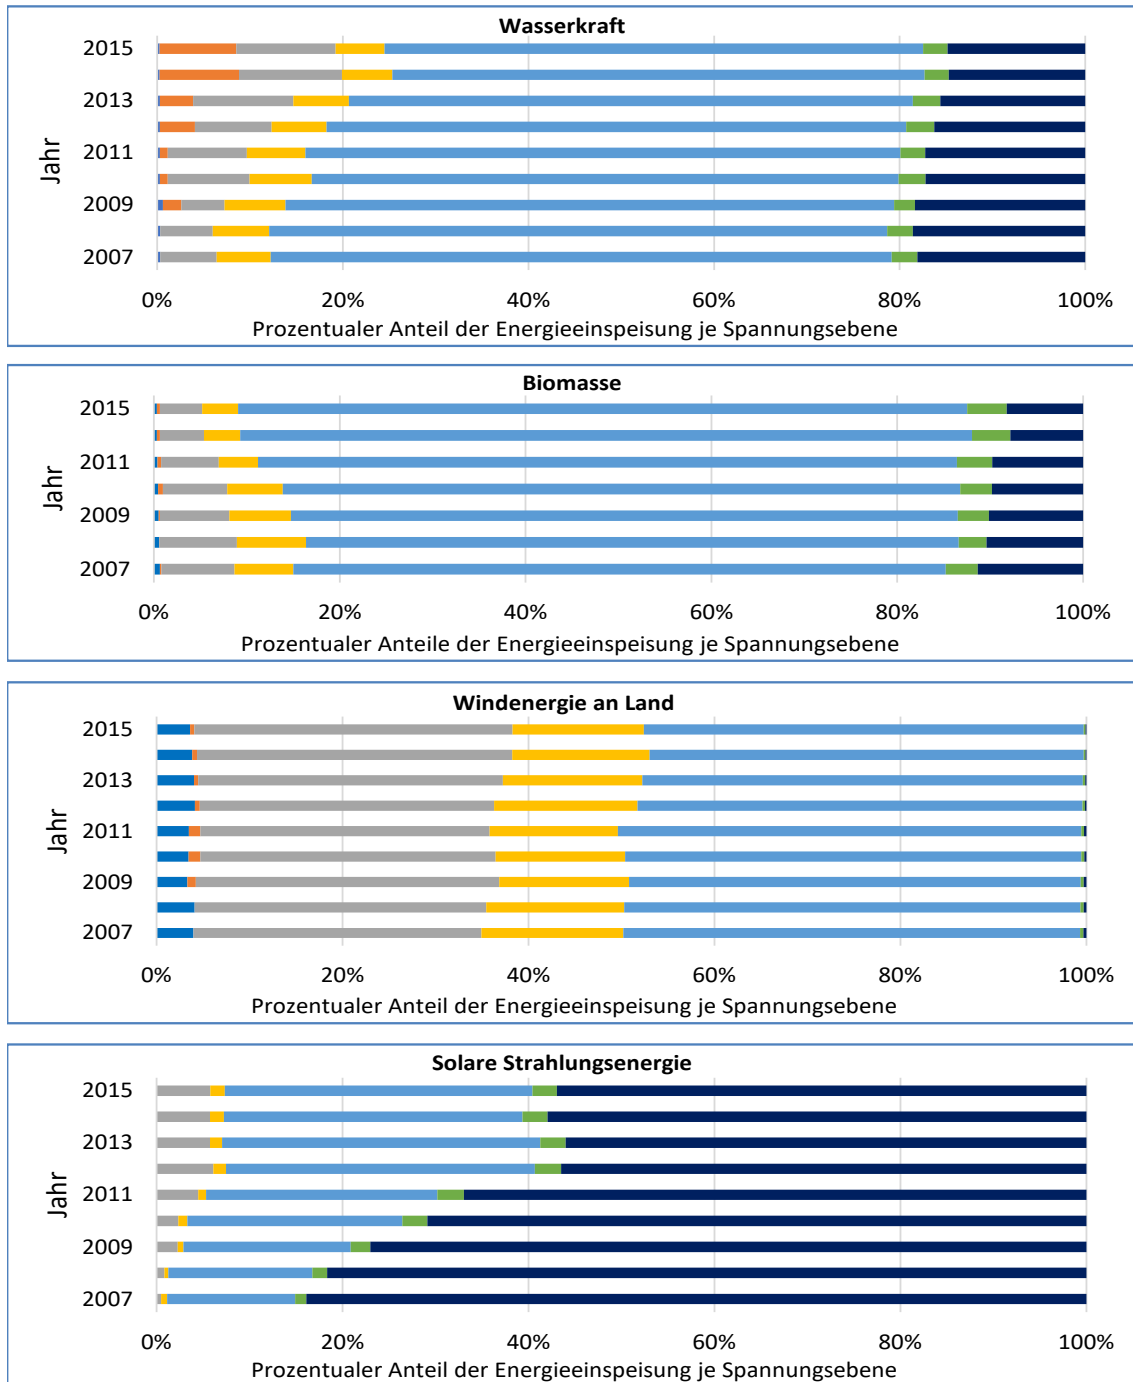 Wasserkraft
2015
2013
2011
2009
2007
Jahr
0% 20% 40% 60% 80% 100%
Prozentualer Anteil der Energieeinspeisung je Spannungsebene
Biomasse
2015
2011
2009
2007
Jahr
0% 20% 40% 60% 80% 100%
Prozentualer Anteile der Energieeinspeisung je Spannungsebene
Windenergie an Land
2015
2013
2011
2009
2007
Jahr
0% 20% 40% 60% 80% 100%
Prozentualer Anteil der Energieeinspeisung je Spannungsebene
Solare Strahlungsenergie
2015
2013
2011
2009
2007
Jahr
0% 20% 40% 60% 80% 100%
Prozentualer Anteil der Energieeinspeisung je Spannungsebene